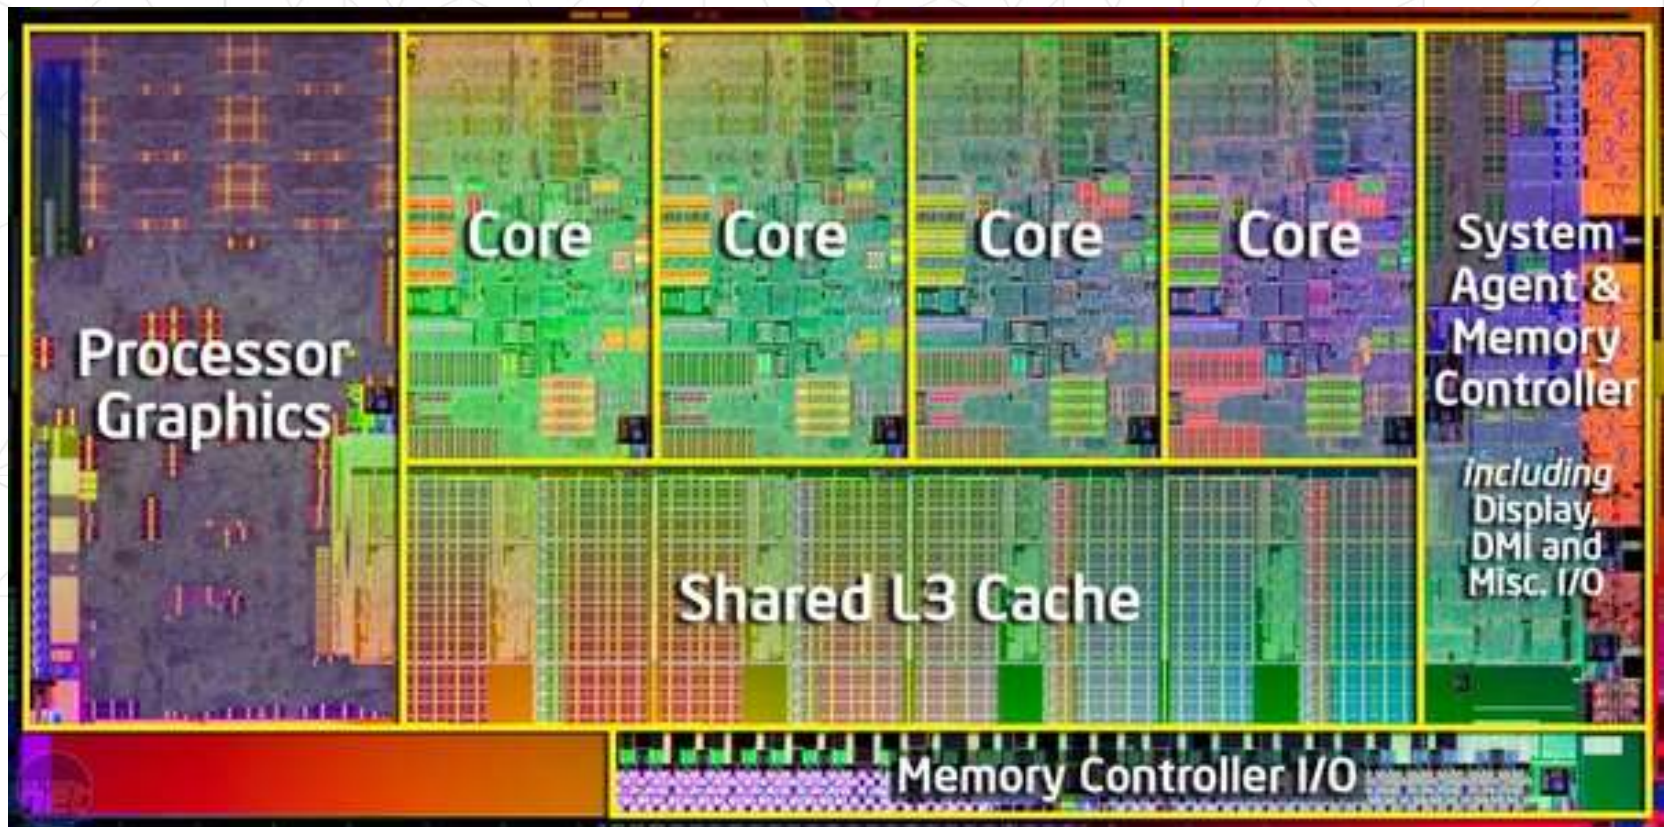 Processor
Graphics
Core
Core
Core
Core
System
Agent &
Memory
Controller
including
Display,
DMI and
Misc. I/O
Shared L3 Cache
Memory Controller I/O